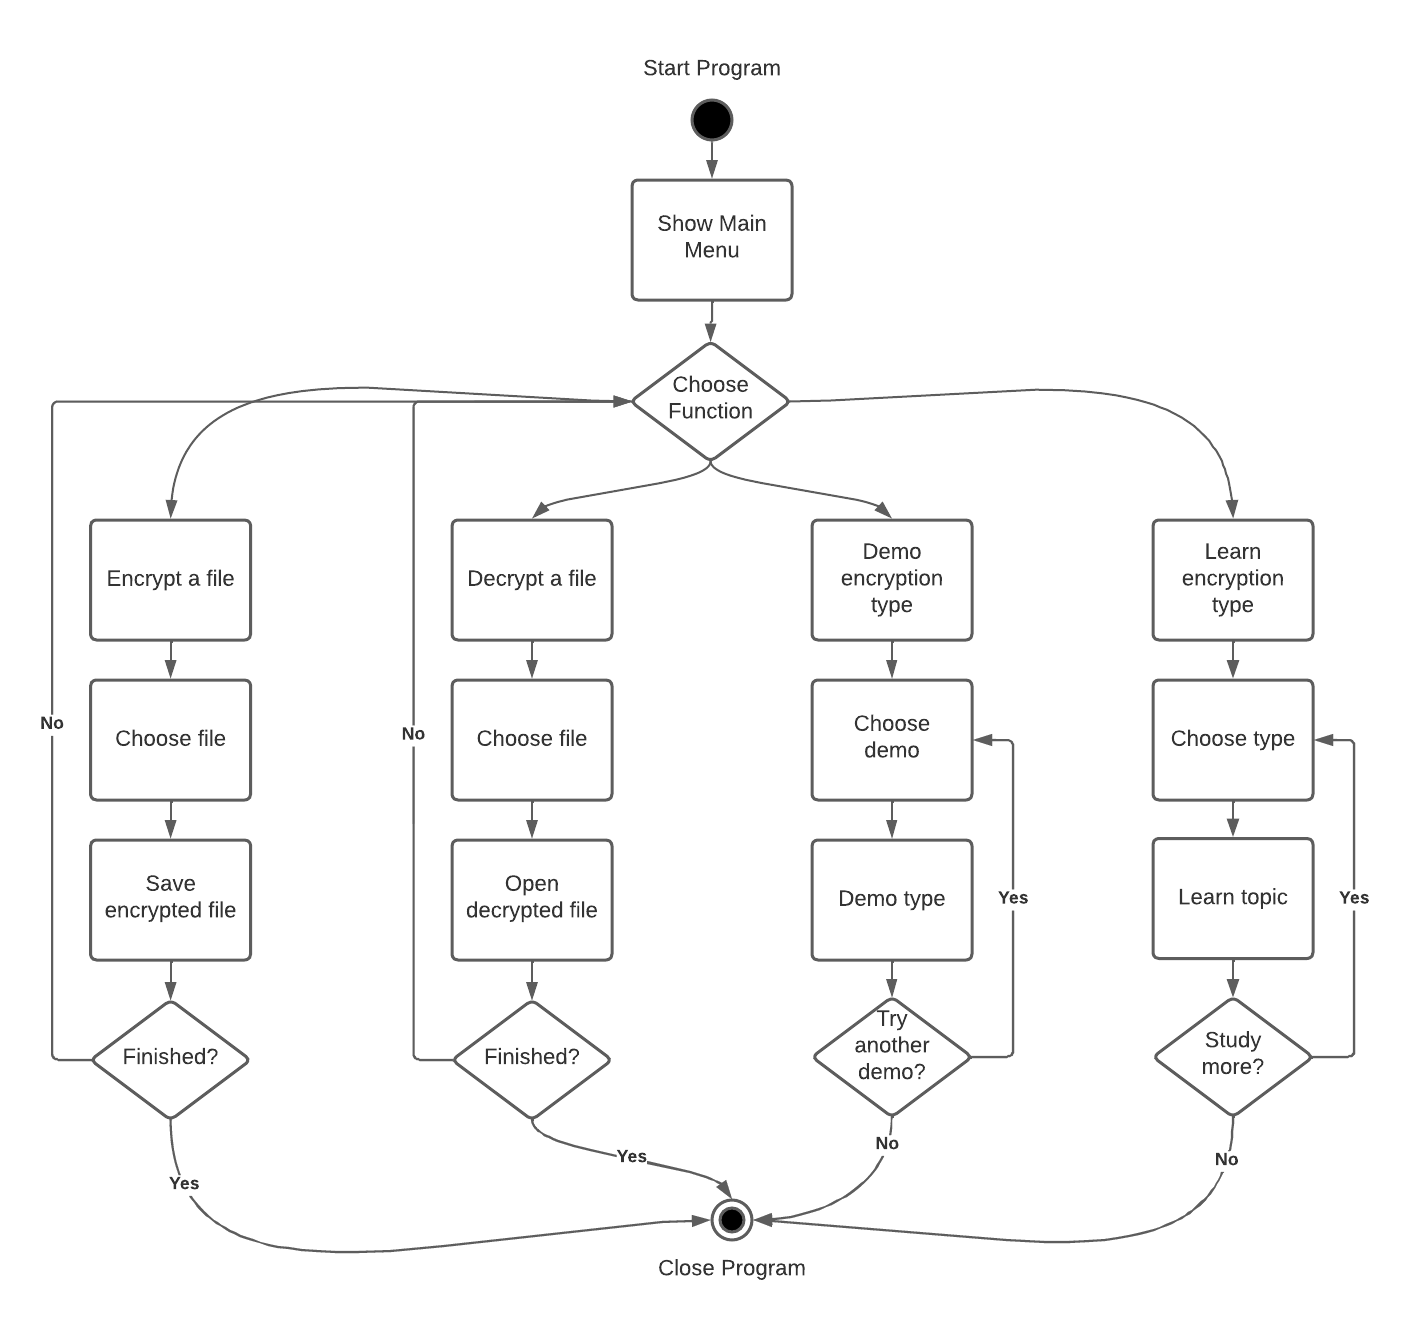 Start Program
Show Main
Menu
Choose
Function
Encrypt a file
Decrypt a file
Demo
encryption
type
Learn
encryption
type
No
Choose file
No
Choose file
Choose
demo
Choose type
Save
encrypted file
Open
decrypted file
Demo type
Yes
Learn topic
Yes
Finished?
Finished?
Try
another
demo?
Study
more?
Yes
Yes
No
No
Close Program